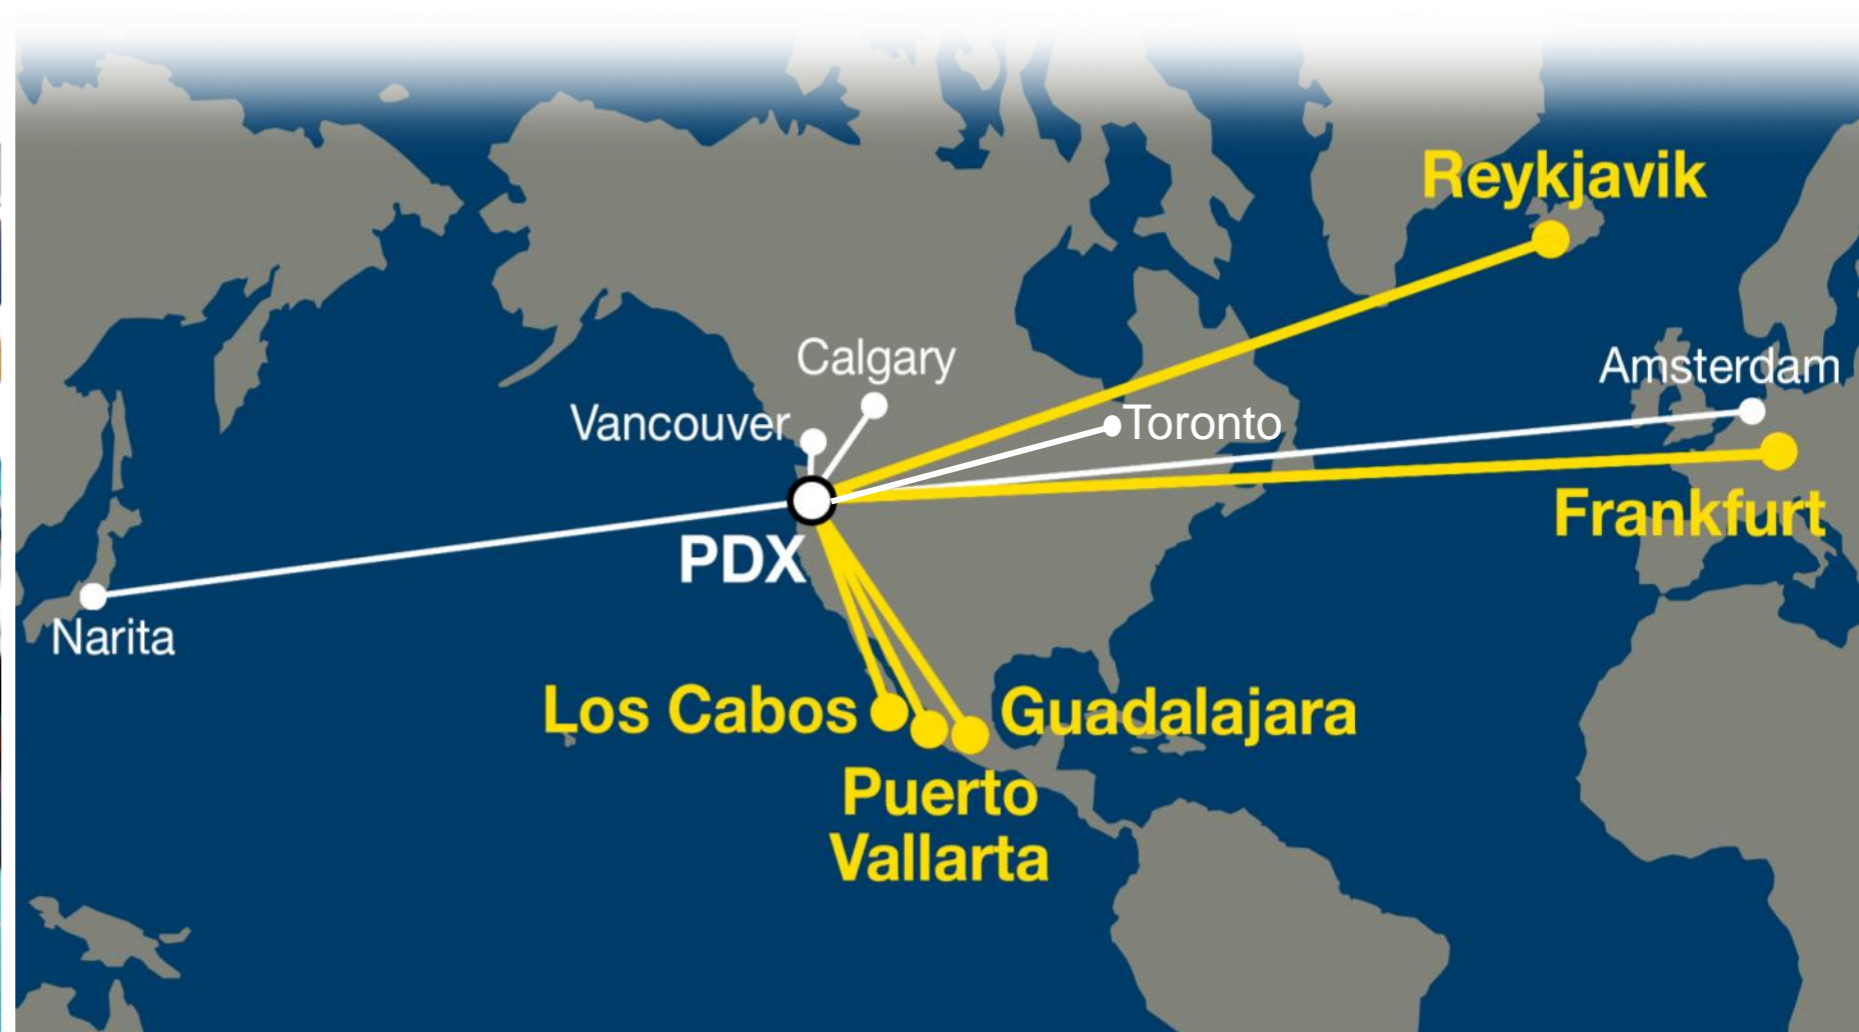 Reykjavik
Calgary
Amsterdam
Vancouver
Toronto
Frankfurt
PDX
Narita
Los Cabos
Guadalajara
Puerto
Vallarta